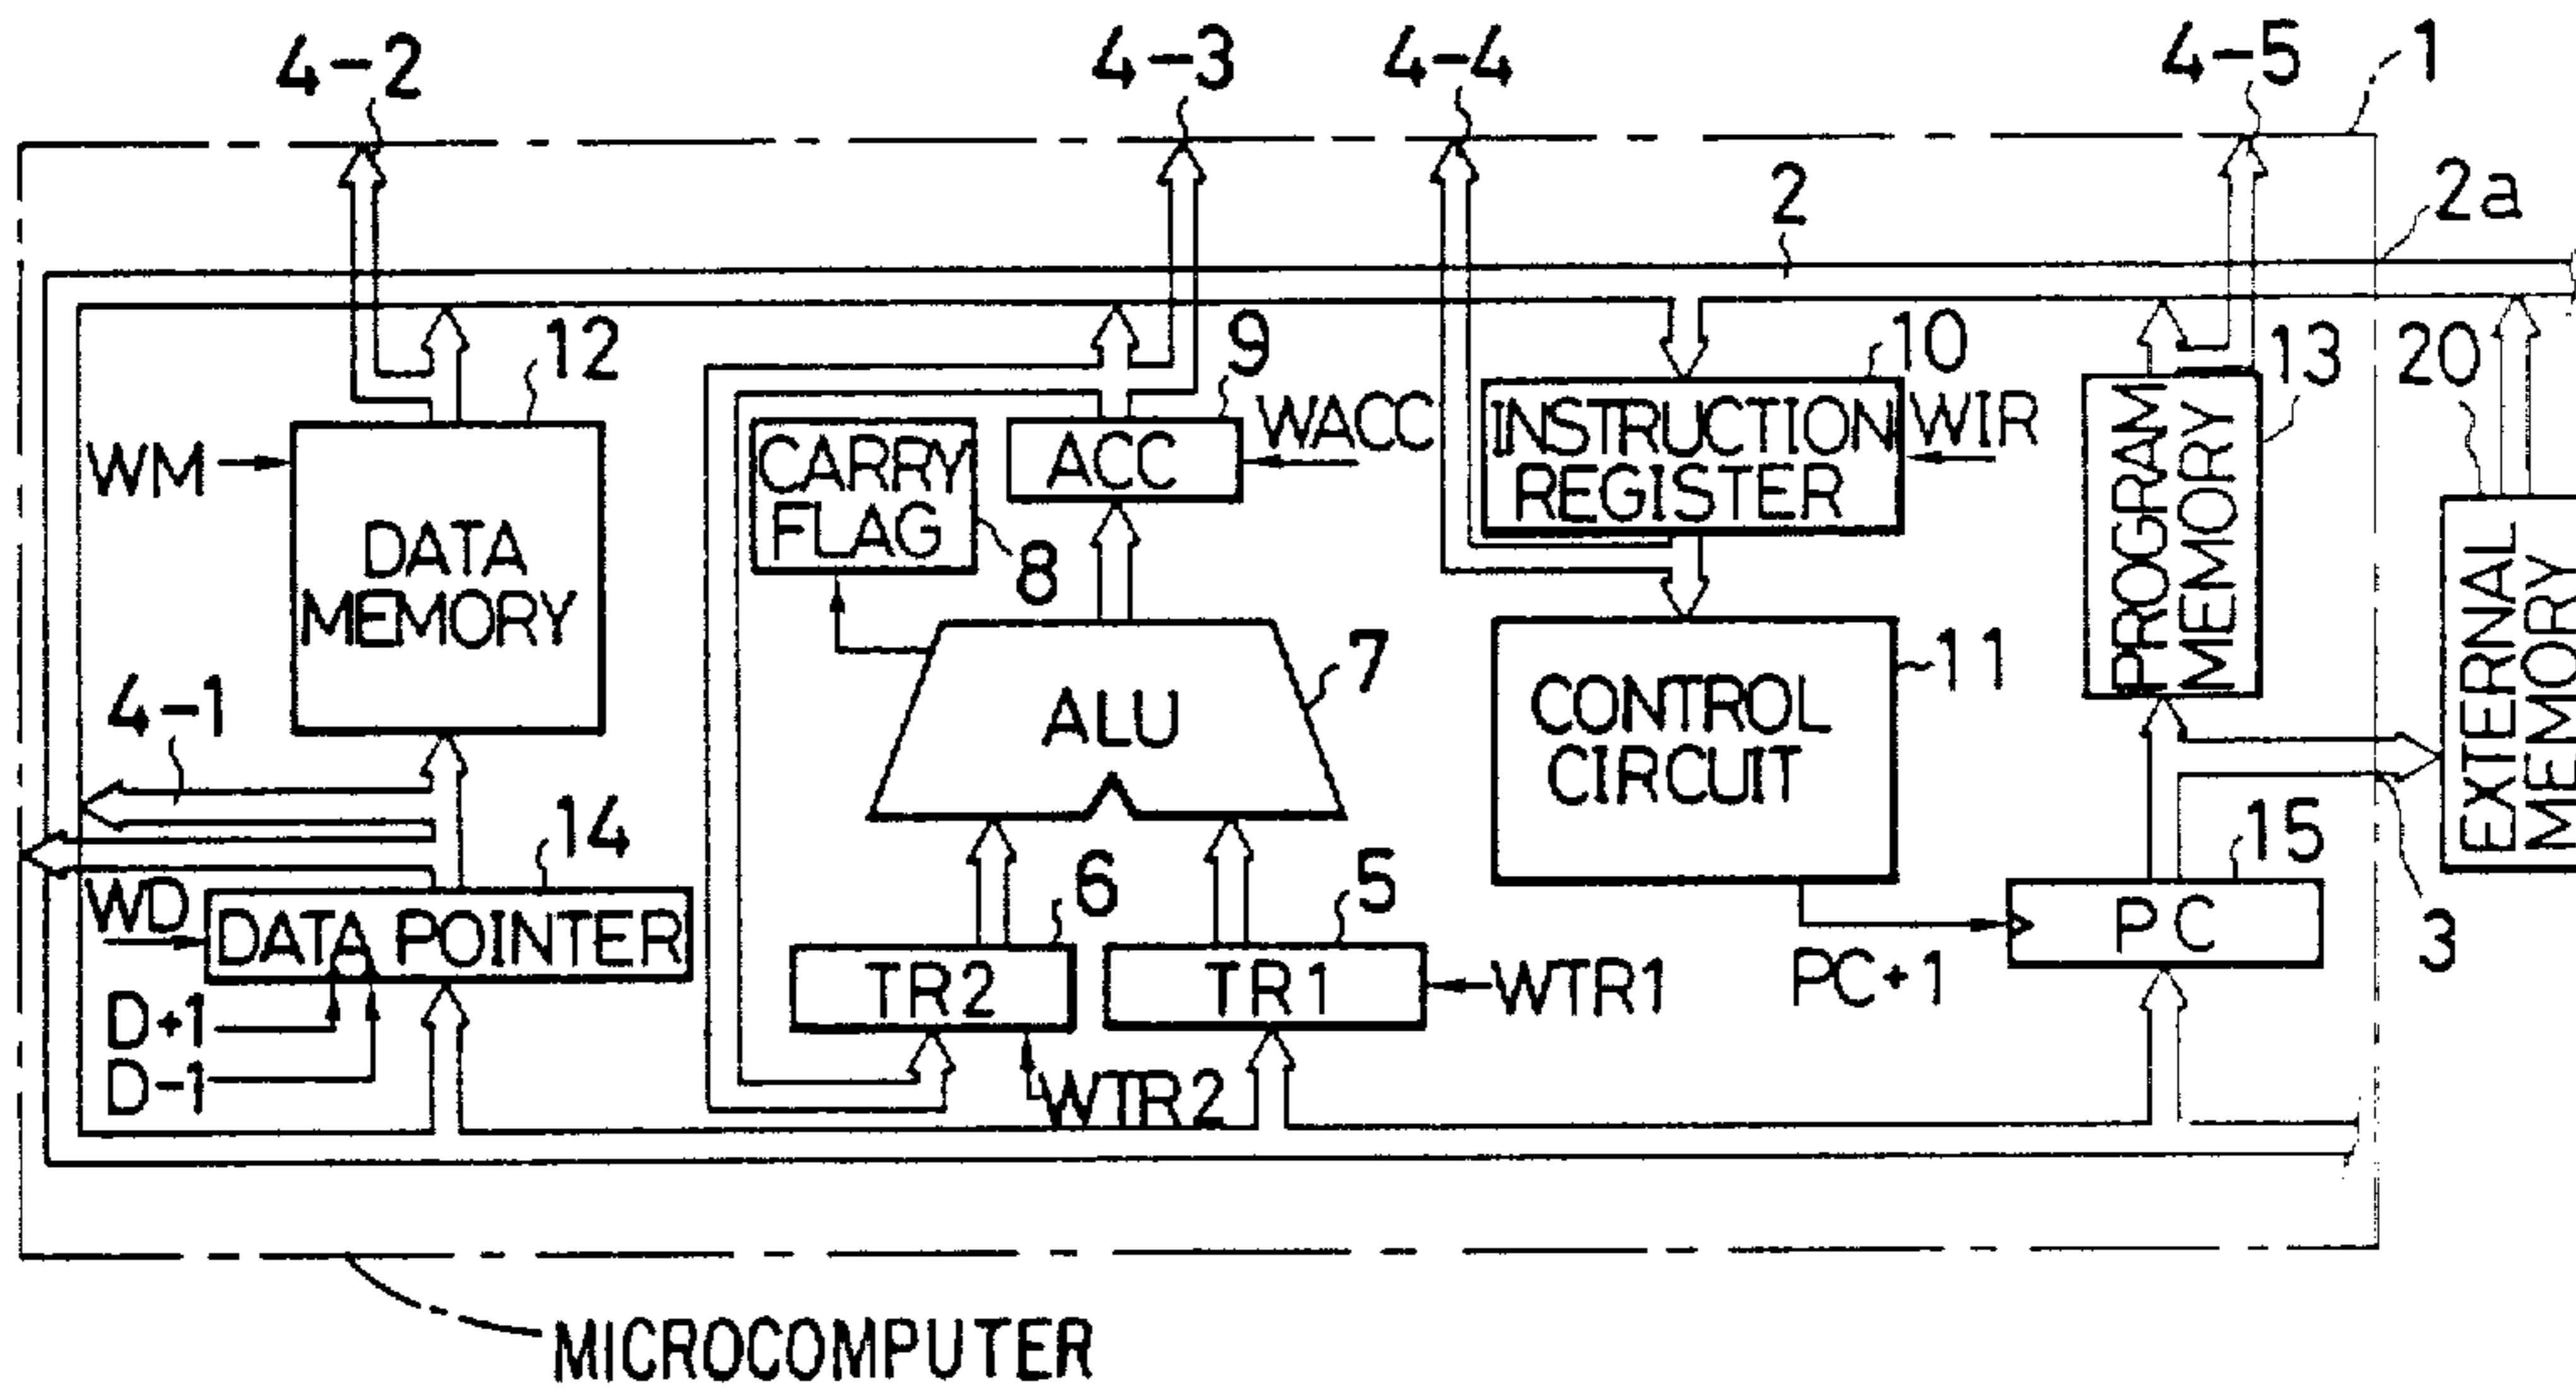 4-2
4-3
4-4
4-5
1
2
2a
12
9
10
13
20
WM
CARRY
FLAG
ACC
WACC
INSTRUCTION
REGISTER
WIR
PROGRAM
MEMORY
DATA
MEMORY
8
EXTERNAL
MEMORY
4-1
ALU
7
CONTROL
CIRCUIT
11
14
6
5
15
WD
DATA POINTER
TR2
TR1
WTR1
PC+1
PC
3
D+1
D-1
WTR2
MICROCOMPUTER